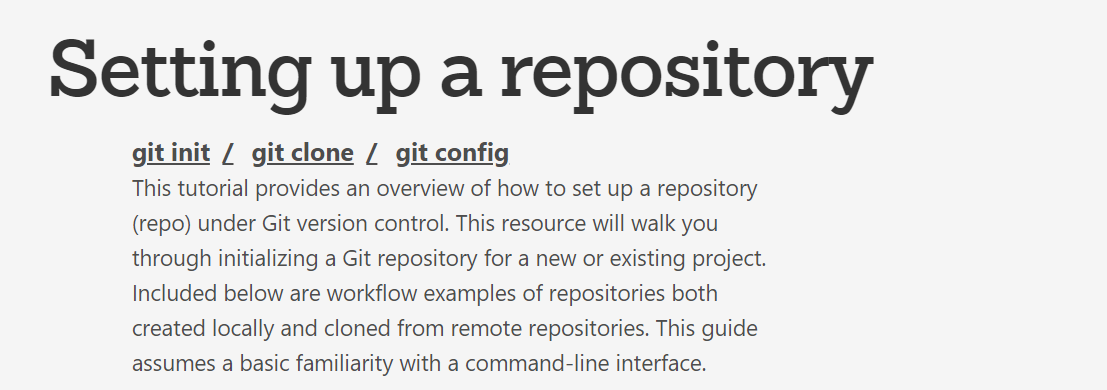 Setting up a repository
git init / git clone / git config
This tutorial provides an overview of how to set up a repository
(repo) under Git version control. This resource will walk you
through initializing a Git repository for a new or existing project.
Included below are workflow examples of repositories both
created locally and cloned from remote repositories. This guide
assumes a basic familiarity with a command-line interface.